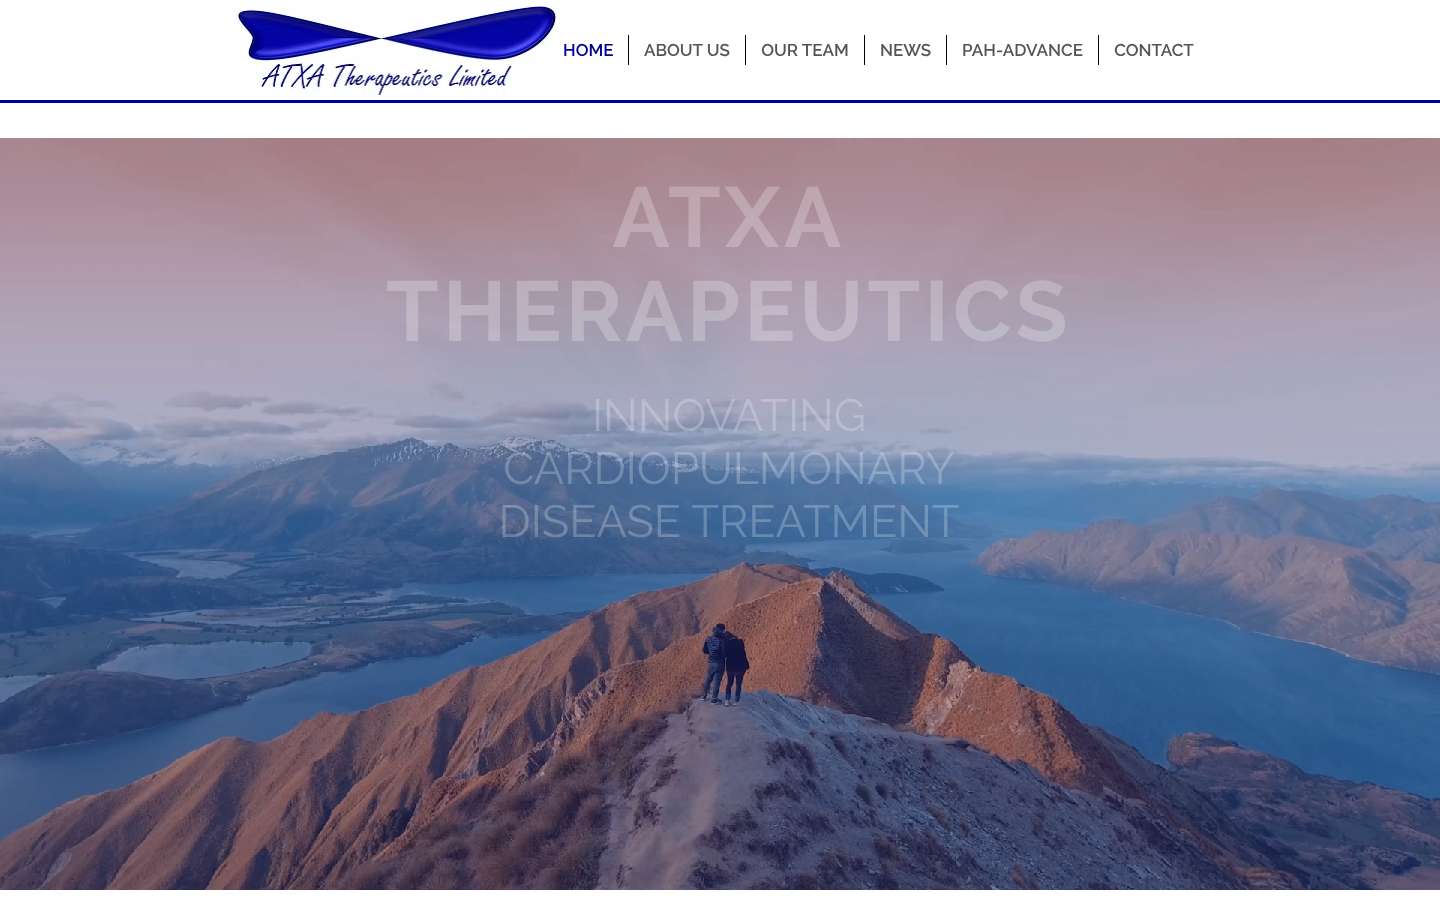 ATXA Therapeutics Limited
HOME
ABOUT US
OUR TEAM
NEWS
PAH-ADVANCE
CONTACT
ATXA
THERAPEUTICS
INNOVATING
CARDIOPULMONARY
DISEASE TREATMENT